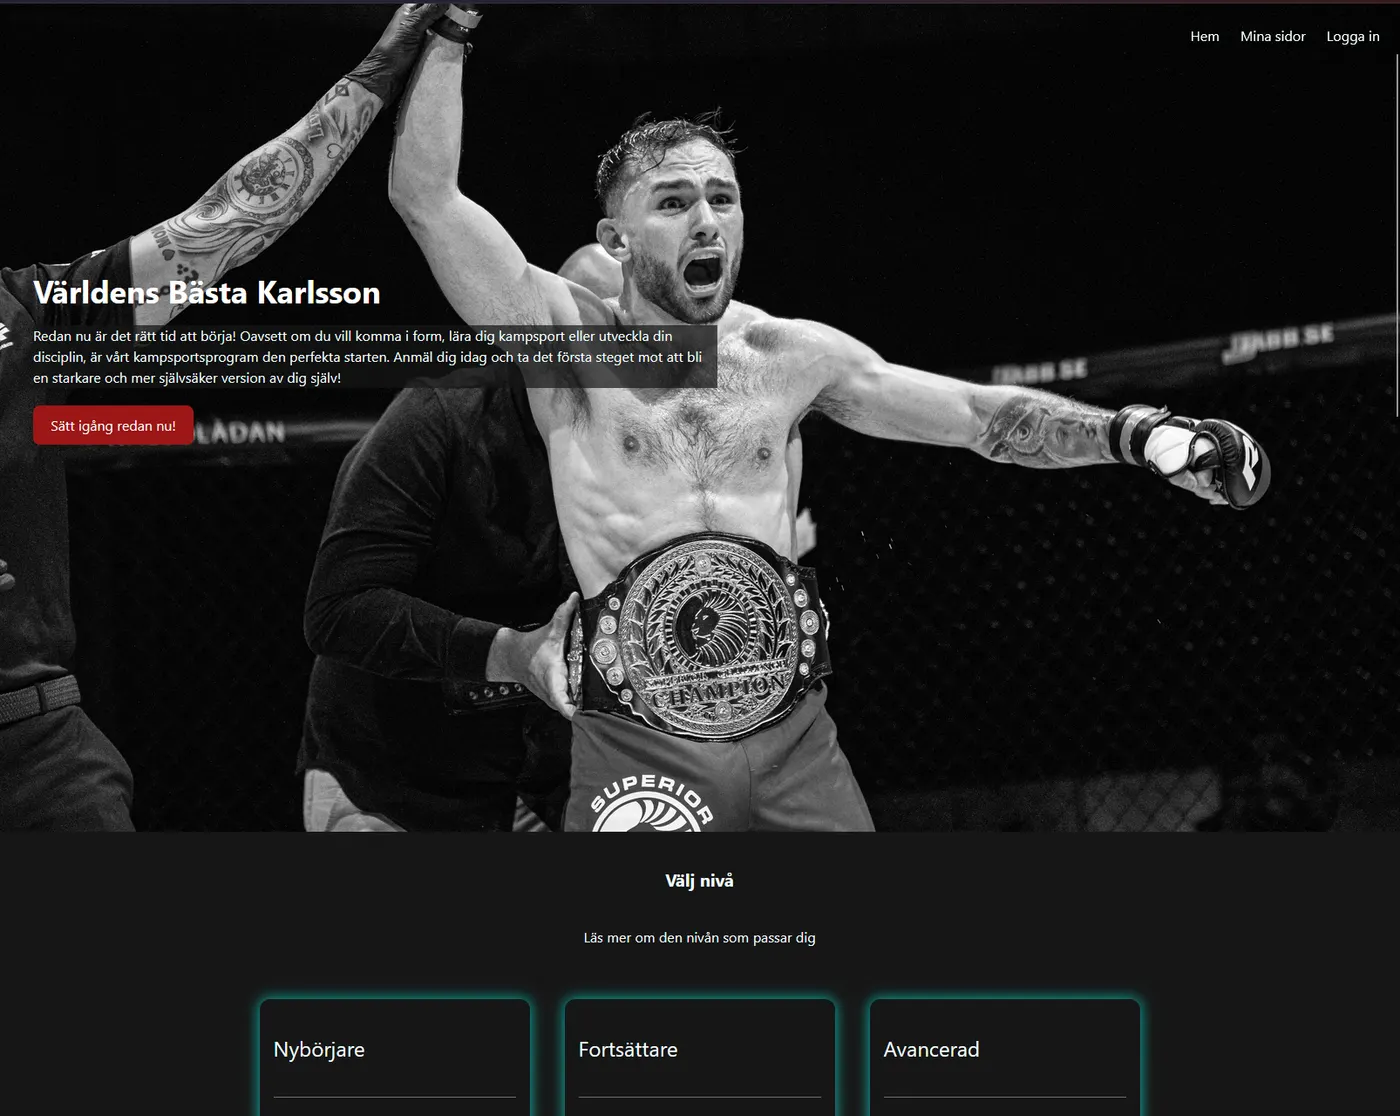 Hem Mina sidor Logga in
Världens Bästa Karlsson
Redan nu är det rätt tid att börja! Oavsett om du vill komma i form, lära dig kampsport eller utveckla din
disciplin, är vårt kampsportsprogram den perfekta starten. Anmäl dig idag och ta det första steget mot att bli
en starkare och mer självsäker version av dig själv!
Sätt igång redan nu!
CHAMPION
SUPERIOR
Välj nivå
Läs mer om den nivån som passar dig
Nybörjare
Fortsättare
Avancerad